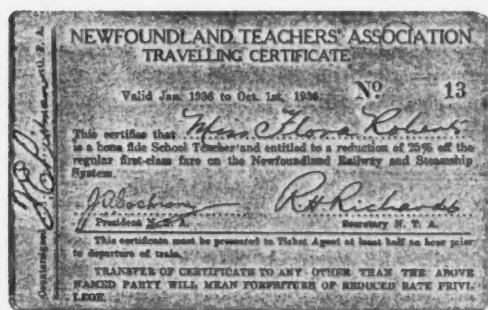 NEWFOUNDLAND TEACHERS' ASSOCIATION
TRAVELLING CERTIFICATE
Valid Jan. 1936 to Oct. 1st, 1936. No 13
This certifies that Miss Flora Roberts
is a bona fide School Teacher and entitled to a reduction of 25% off the
regular first-class fare on the Newfoundland Railway and Steamship
System.
R H Richards
President N. T. A. Secretary N. T. A.
This certificate must be presented to Ticket Agent at least half an hour prior
to departure of train.
TRANSFER OF CERTIFICATE TO ANY OTHER THAN THE ABOVE
NAMED PARTY WILL MEAN FORFEITURE OF REDUCED RATE PRIVI-
LEGE.
Countersigned